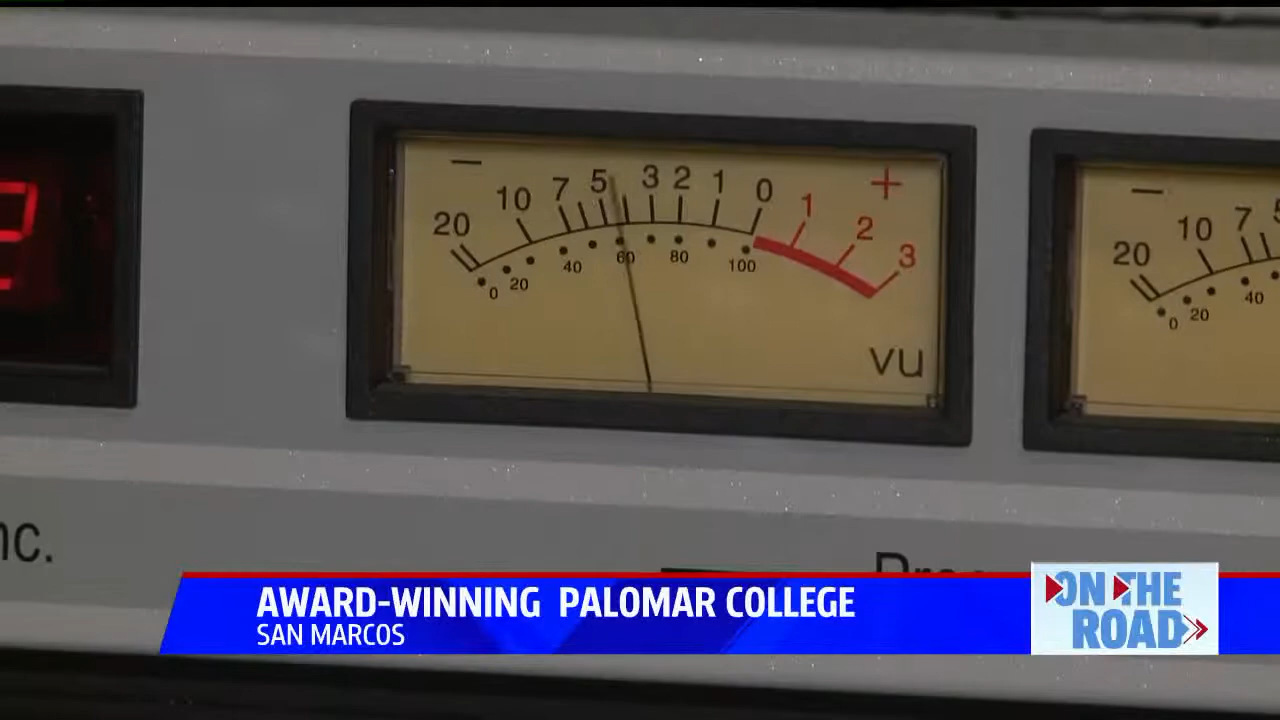 − +
20 10 7 5 3 2 1 0 1 2 3
0 20 40 60 80 100
VU
−
20 10 7
0 20 40
nc.
AWARD-WINNING PALOMAR COLLEGE
SAN MARCOS
ON THE
ROAD